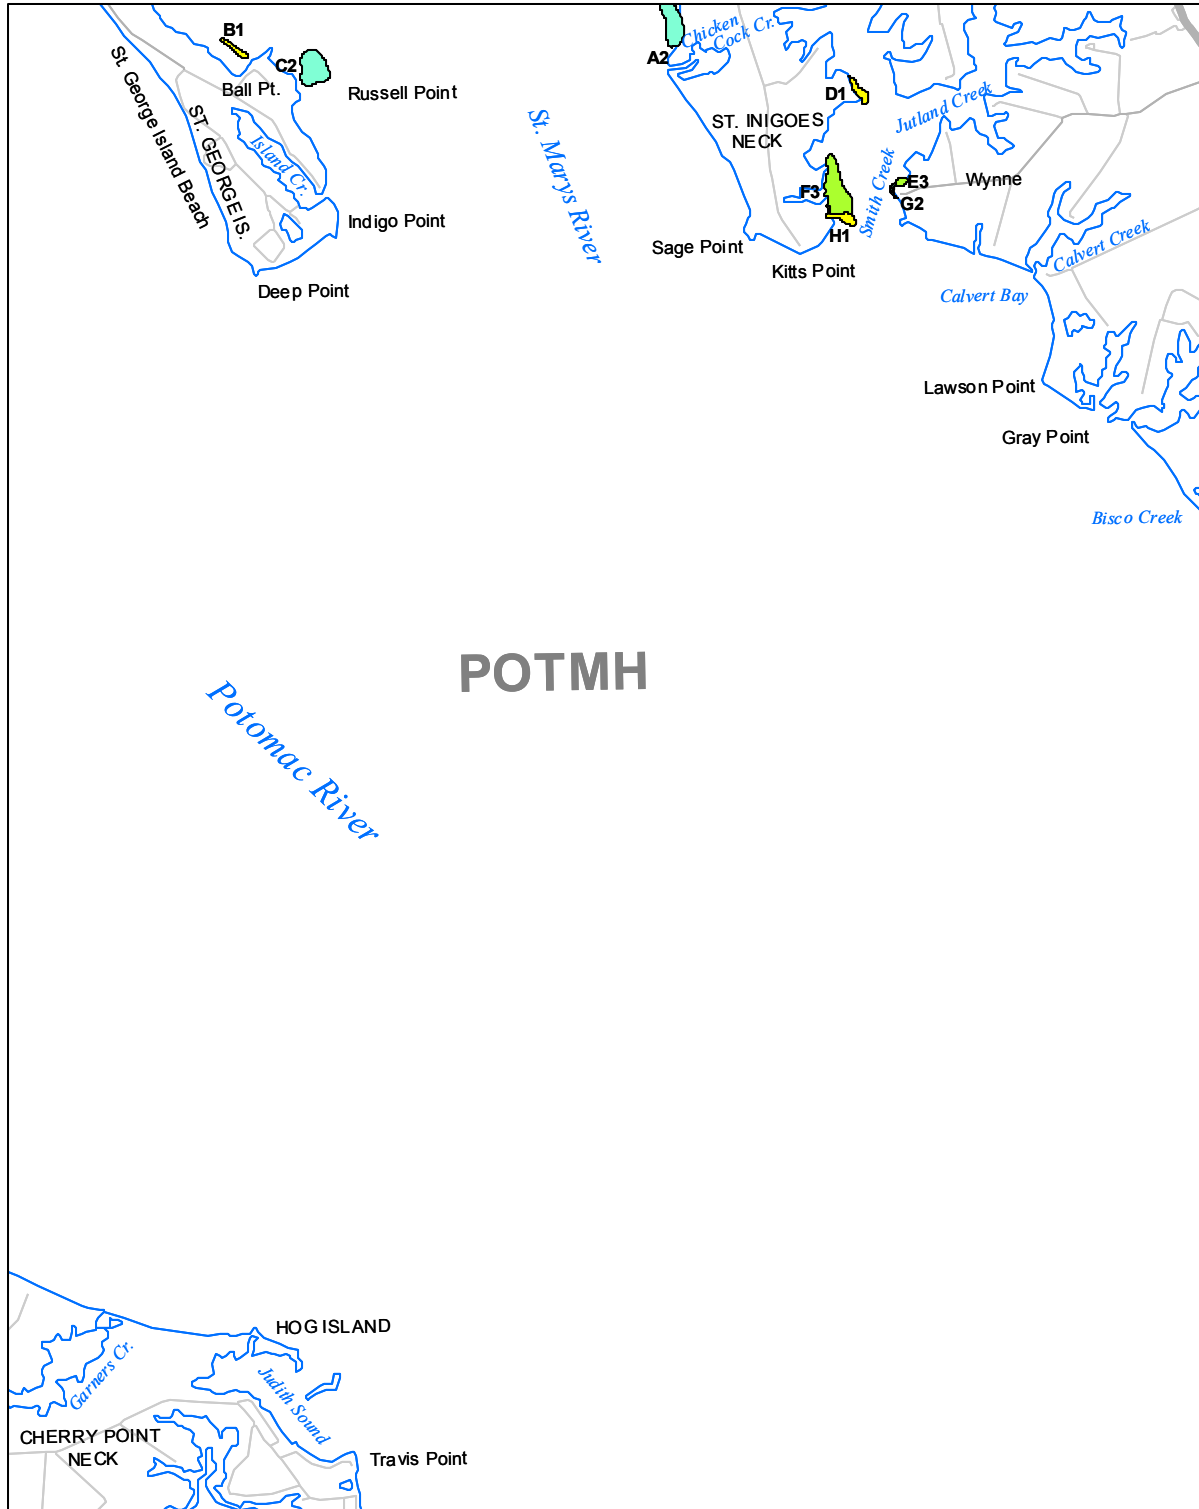 B1
C2
Ball Pt.
Russell Point
St. George Island Beach
ST. GEORGE IS.
Island Cr.
Indigo Point
Deep Point
St. Marys River
Chicken
Cock Cr.
A2
D1
ST. INIGOES
NECK
Jutland Creek
F3
Smith Creek
E3
G2
Wynne
H1
Sage Point
Kitts Point
Calvert Creek
Calvert Bay
Lawson Point
Gray Point
Bisco Creek
POTMH
Potomac River
HOG ISLAND
Garners Cr.
Judith Sound
CHERRY POINT
NECK
Travis Point